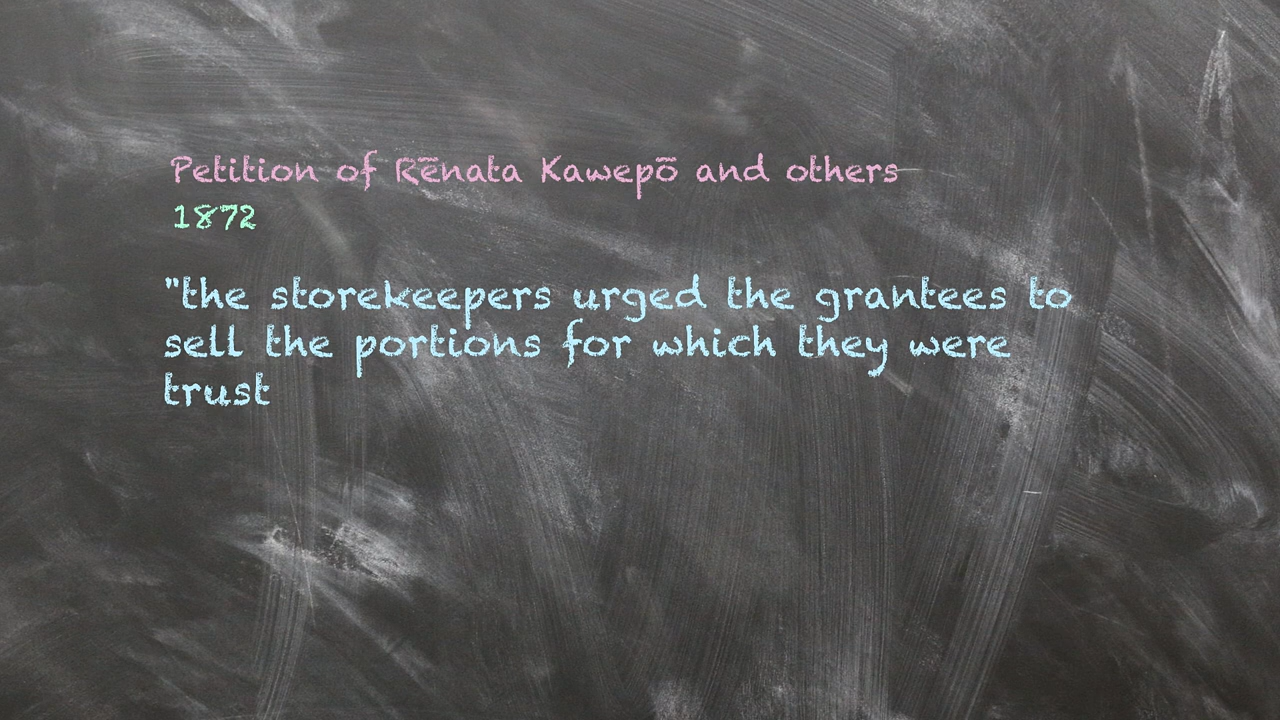 Petition of Rēnata Kawepō and others
1872
"the storekeepers urged the grantees to
sell the portions for which they were
trust